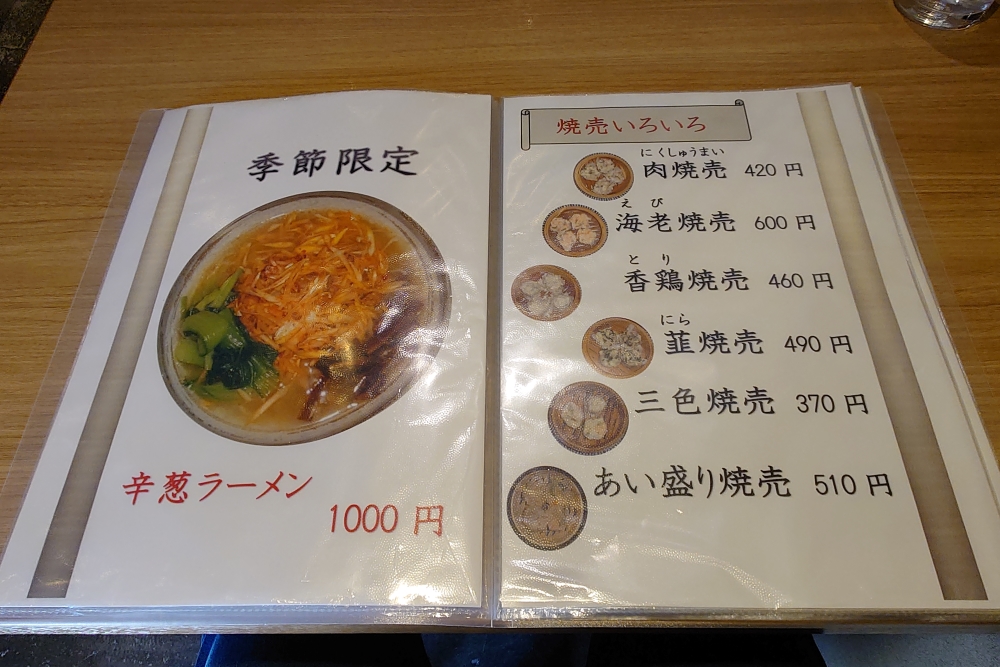 季節限定
辛葱ラーメン
1000 円
焼売いろいろ
にくしゅうまい
肉焼売 420 円
えび
海老焼売 600 円
とり
香鶏焼売 460 円
にら
韮焼売 490 円
三色焼売 370 円
あい盛り焼売 510 円